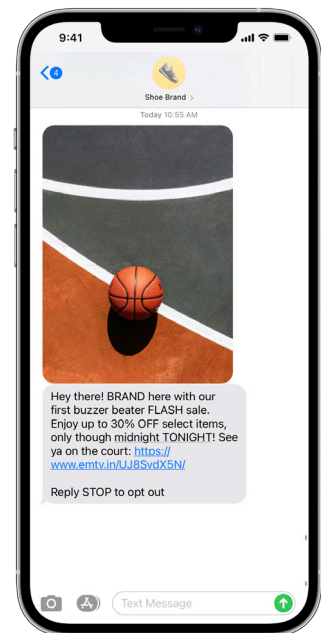 9:41
4
Shoe Brand >
Today 10:55 AM
Hey there! BRAND here with our
first buzzer beater FLASH sale.
Enjoy up to 30% OFF select items,
only though midnight TONIGHT! See
ya on the court: https://
www.emtv.in/UJ8SvdX5N/
Reply STOP to opt out
Text Message